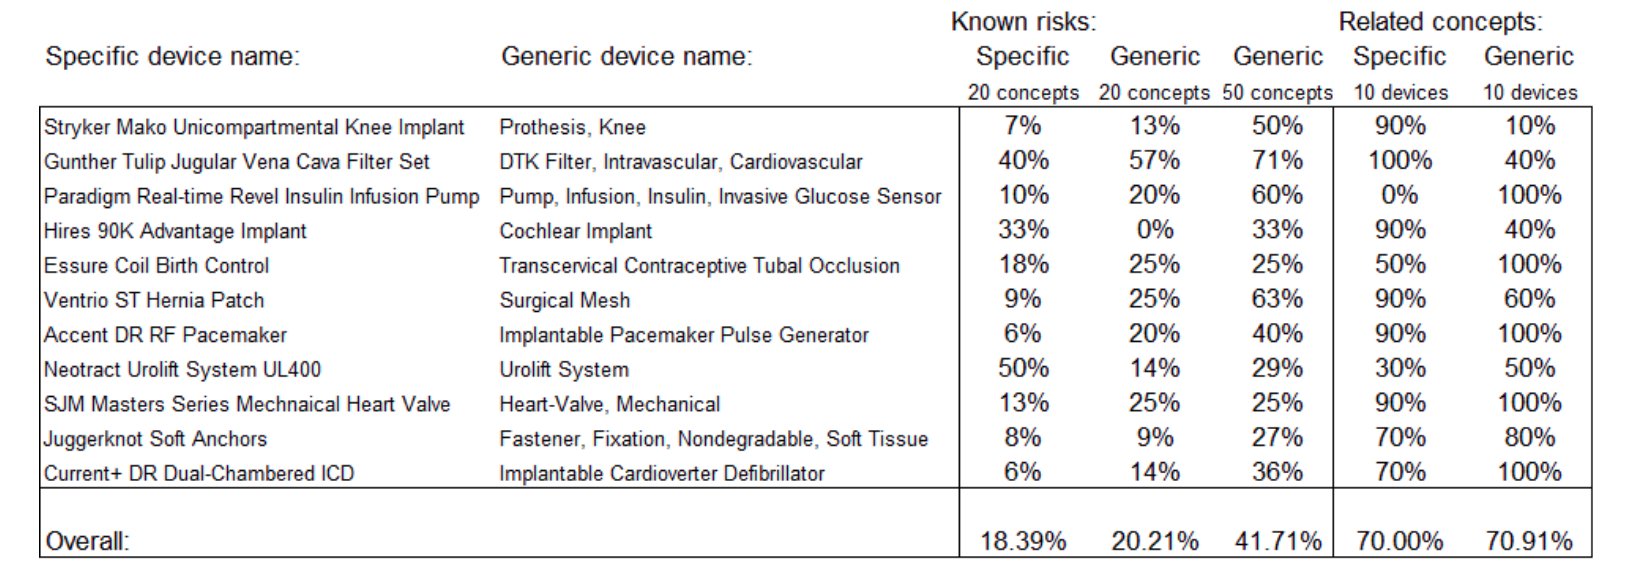 Known risks: Related concepts:
Specific device name: Generic device name: Specific Generic Generic Specific Generic
20 concepts 20 concepts 50 concepts 10 devices 10 devices
Stryker Mako Unicompartmental Knee Implant Prothesis, Knee 7% 13% 50% 90% 10%
Gunther Tulip Jugular Vena Cava Filter Set DTK Filter, Intravascular, Cardiovascular 40% 57% 71% 100% 40%
Paradigm Real-time Revel Insulin Infusion Pump Pump, Infusion, Insulin, Invasive Glucose Sensor 10% 20% 60% 0% 100%
Hires 90K Advantage Implant Cochlear Implant 33% 0% 33% 90% 40%
Essure Coil Birth Control Transcervical Contraceptive Tubal Occlusion 18% 25% 25% 50% 100%
Ventrio ST Hernia Patch Surgical Mesh 9% 25% 63% 90% 60%
Accent DR RF Pacemaker Implantable Pacemaker Pulse Generator 6% 20% 40% 90% 100%
Neotract Urolift System UL400 Urolift System 50% 14% 29% 30% 50%
SJM Masters Series Mechnaical Heart Valve Heart-Valve, Mechanical 13% 25% 25% 90% 100%
Juggerknot Soft Anchors Fastener, Fixation, Nondegradable, Soft Tissue 8% 9% 27% 70% 80%
Current+ DR Dual-Chambered ICD Implantable Cardioverter Defibrillator 6% 14% 36% 70% 100%
Overall: 18.39% 20.21% 41.71% 70.00% 70.91%